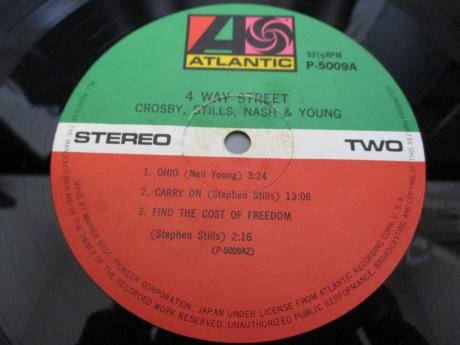 ATLANTIC
33⅓RPM
P-5009A
4 WAY STREET
CROSBY, STILLS, NASH & YOUNG
STEREO
TWO
1. OHIO (Neil Young) 3:24
2. CARRY ON (Stephen Stills) 13:06
3. FIND THE COST OF FREEDOM
(Stephen Stills) 2:16
(P-5009A2)
MADE BY WARNER BROS. PIONEER CORPORATION, JAPAN UNDER LICENSE FROM ATLANTIC RECORDING CORP. U.S.A.
ALL RIGHTS OF THE MANUFACTURER AND OF THE OWNER OF THE RECORDED WORK RESERVED. UNAUTHORIZED PUBLIC PERFORMANCE, BROADCASTING AND COPYING OF THIS RECORD PROHIBITED